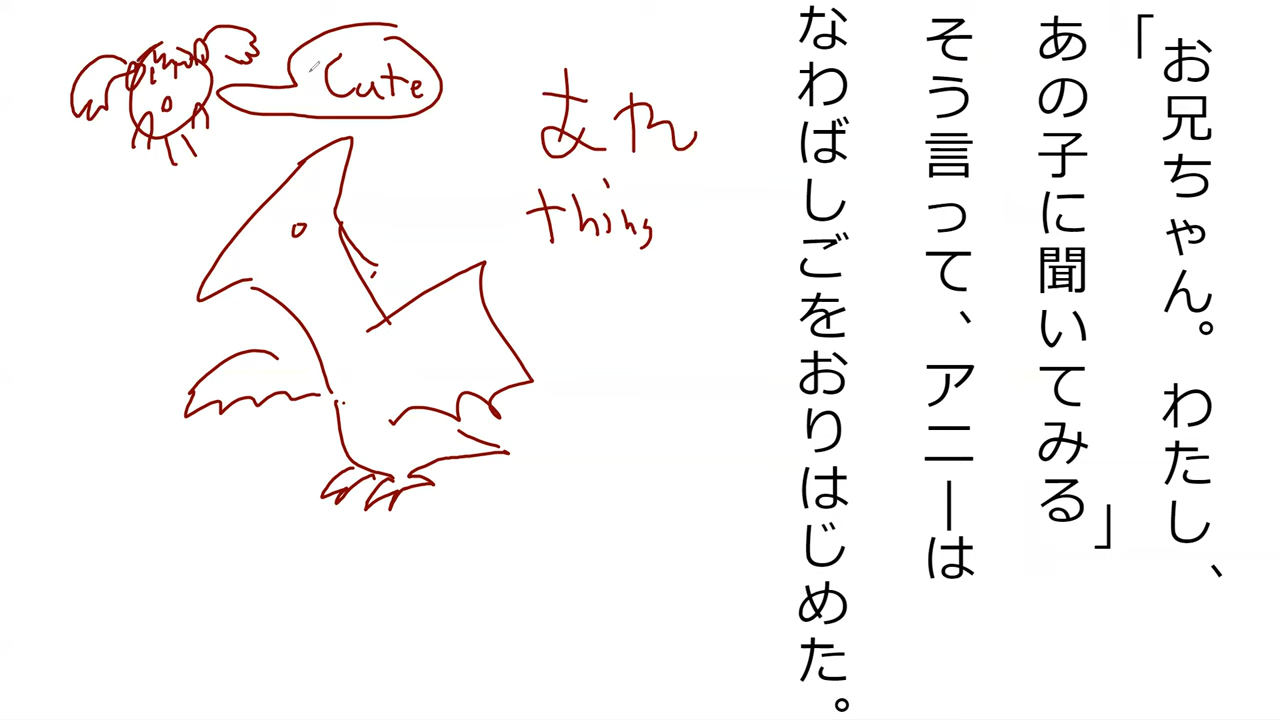 「お兄ちゃん。わたし、
あの子に聞いてみる」
そう言って、アニーは
なわばしごをおりはじめた。
Cute
thing